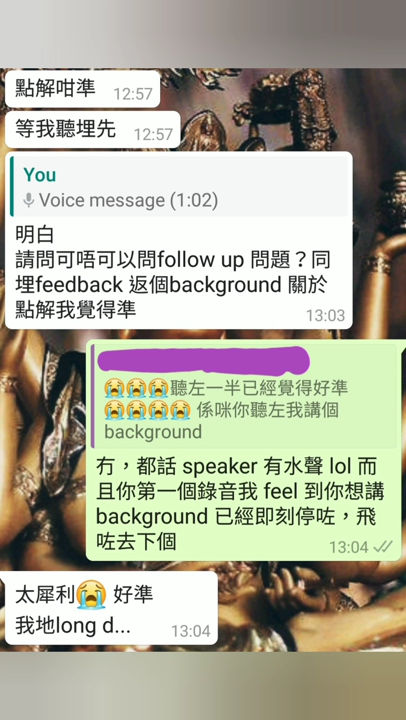 點解咁準
12:57
等我聽埋先
12:57
You
Voice message (1:02)
明白
請問可唔可以問follow up 問題？同
埋feedback 返個background 關於
點解我覺得準
13:03
😭😭😭聽左一半已經覺得好準
😭😭😭😭 係咪你聽左我講個
background
冇，都話 speaker 有水聲 lol 而
且你第一個錄音我 feel 到你想講
background 已經即刻停咗，飛
咗去下個
13:04
太犀利😭 好準
我地long d...
13:04